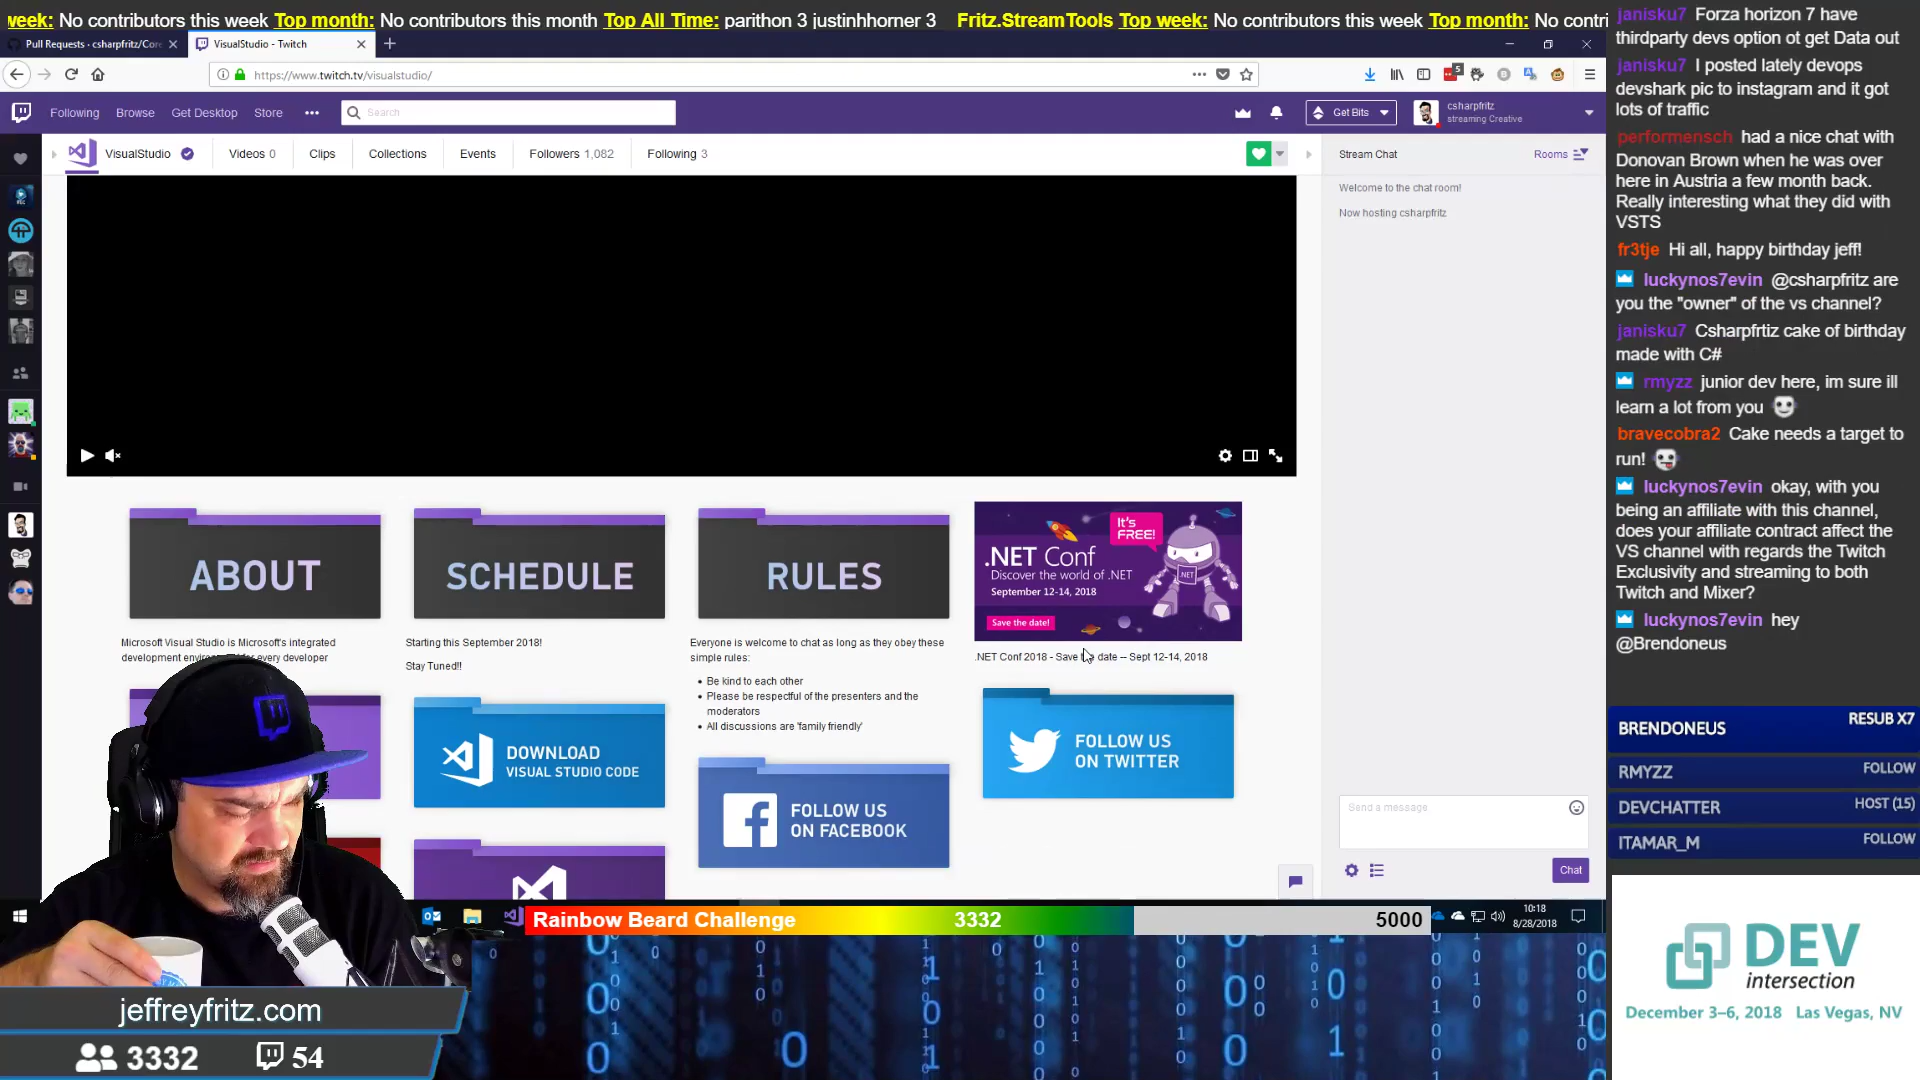 week: No contributors this week Top month: No contributors this month Top All Time: parithon 3 justinhhorner 3 Fritz.StreamTools Top week: No contributors this week Top month: No contri
Pull Requests · csharpfritz/Core
VisualStudio - Twitch
https://www.twitch.tv/visualstudio/
Following
Browse
Get Desktop
Store
Search
Get Bits
csharpfritz
streaming Creative
VisualStudio
Videos 0
Clips
Collections
Events
Followers 1,082
Following 3
Stream Chat
Rooms
Welcome to the chat room!
Now hosting csharpfritz
ABOUT
Microsoft Visual Studio is Microsoft's integrated
development environment for every developer
SCHEDULE
Starting this September 2018!
Stay Tuned!!
DOWNLOAD
VISUAL STUDIO CODE
RULES
Everyone is welcome to chat as long as they obey these
simple rules:
Be kind to each other
Please be respectful of the presenters and the
moderators
All discussions are 'family friendly'
FOLLOW US
ON FACEBOOK
It's
FREE!
.NET Conf
Discover the world of .NET
September 12-14, 2018
Save the date!
.NET
.NET Conf 2018 - Save the date -- Sept 12-14, 2018
FOLLOW US
ON TWITTER
Send a message
Chat
10:18
8/28/2018
janisku7 Forza horizon 7 have
thirdparty devs option ot get Data out
janisku7 I posted lately devops
devshark pic to instagram and it got
lots of traffic
performensch had a nice chat with
Donovan Brown when he was over
here in Austria a few month back.
Really interesting what they did with
VSTS
fr3tje Hi all, happy birthday jeff!
luckynos7evin @csharpfritz are
you the "owner" of the vs channel?
janisku7 Csharpfrtiz cake of birthday
made with C#
rmyzz junior dev here, im sure ill
learn a lot from you
bravecobra2 Cake needs a target to
run!
luckynos7evin okay, with you
being an affiliate with this channel,
does your affiliate contract affect the
VS channel with regards the Twitch
Exclusivity and streaming to both
Twitch and Mixer?
luckynos7evin hey
@Brendoneus
BRENDONEUS RESUB X7
RMYZZ FOLLOW
DEVCHATTER HOST (15)
ITAMAR_M FOLLOW
Rainbow Beard Challenge 3332 5000
DEV
intersection
December 3–6, 2018 Las Vegas, NV
jeffreyfritz.com
3332
54